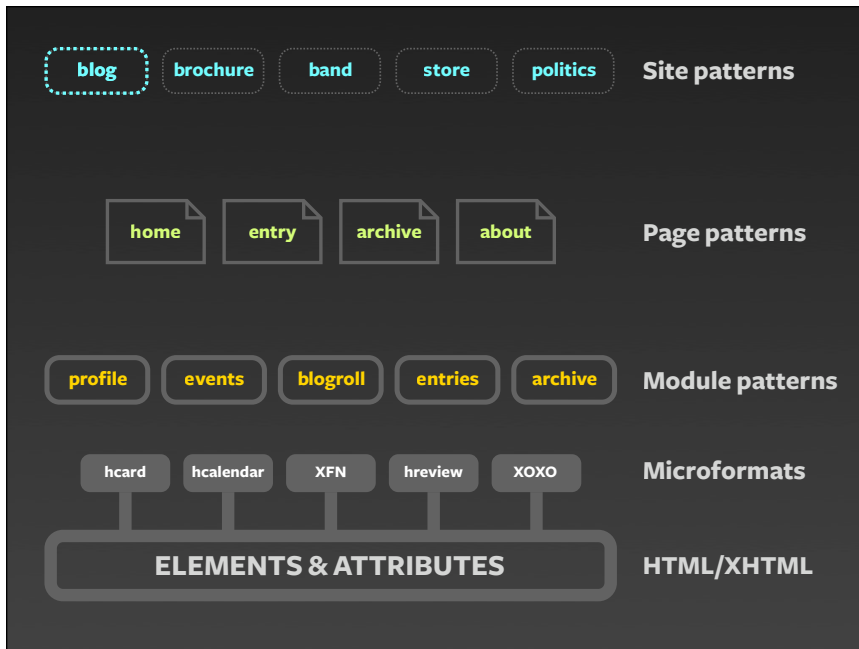 blog brochure band store politics Site patterns
home entry archive about Page patterns
profile events blogroll entries archive Module patterns
hcard hcalendar XFN hreview XOXO Microformats
ELEMENTS & ATTRIBUTES HTML/XHTML